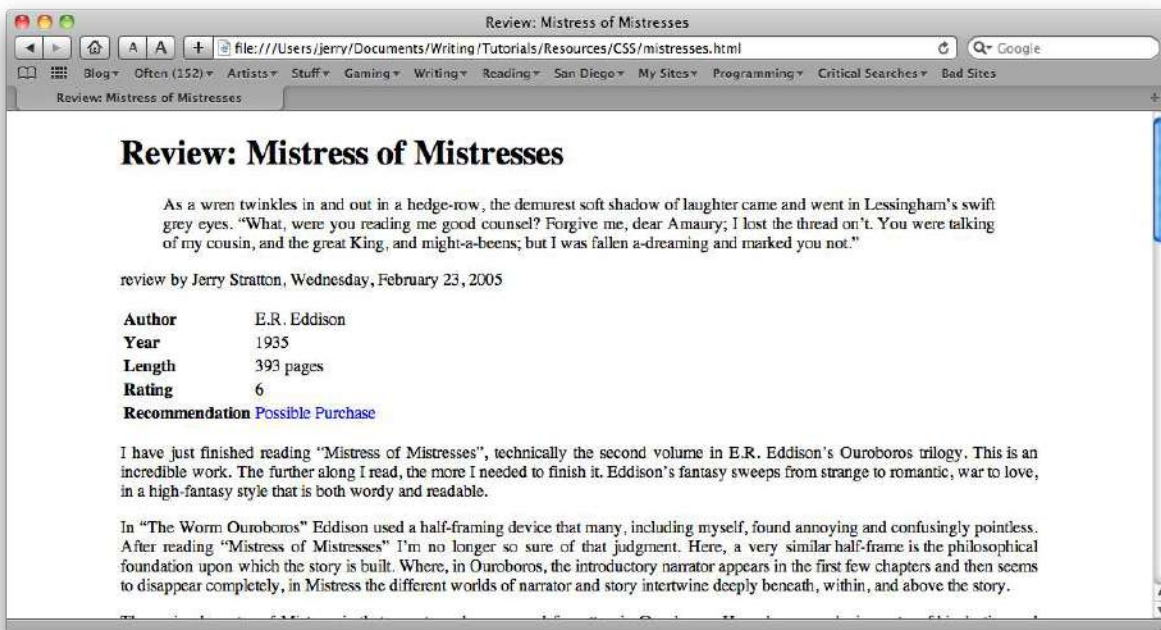 Review: Mistress of Mistresses
A A + file:///Users/jerry/Documents/Writing/Tutorials/Resources/CSS/mistresses.html Q Google
Blog Often (152) Artists Stuff Gaming Writing Reading San Diego My Sites Programming Critical Searches Bad Sites
Review: Mistress of Mistresses +
Review: Mistress of Mistresses
As a wren twinkles in and out in a hedge-row, the demurest soft shadow of laughter came and went in Lessingham's swift
grey eyes. “What, were you reading me good counsel? Forgive me, dear Amaury; I lost the thread on't. You were talking
of my cousin, and the great King, and might-a-beens; but I was fallen a-dreaming and marked you not.”
review by Jerry Stratton, Wednesday, February 23, 2005
Author E.R. Eddison
Year 1935
Length 393 pages
Rating 6
Recommendation Possible Purchase
I have just finished reading “Mistress of Mistresses”, technically the second volume in E.R. Eddison's Ouroboros trilogy. This is an
incredible work. The further along I read, the more I needed to finish it. Eddison's fantasy sweeps from strange to romantic, war to love,
in a high-fantasy style that is both wordy and readable.
In “The Worm Ouroboros” Eddison used a half-framing device that many, including myself, found annoying and confusingly pointless.
After reading “Mistress of Mistresses” I'm no longer so sure of that judgment. Here, a very similar half-frame is the philosophical
foundation upon which the story is built. Where, in Ouroboros, the introductory narrator appears in the first few chapters and then seems
to disappear completely, in Mistress the different worlds of narrator and story intertwine deeply beneath, within, and above the story.